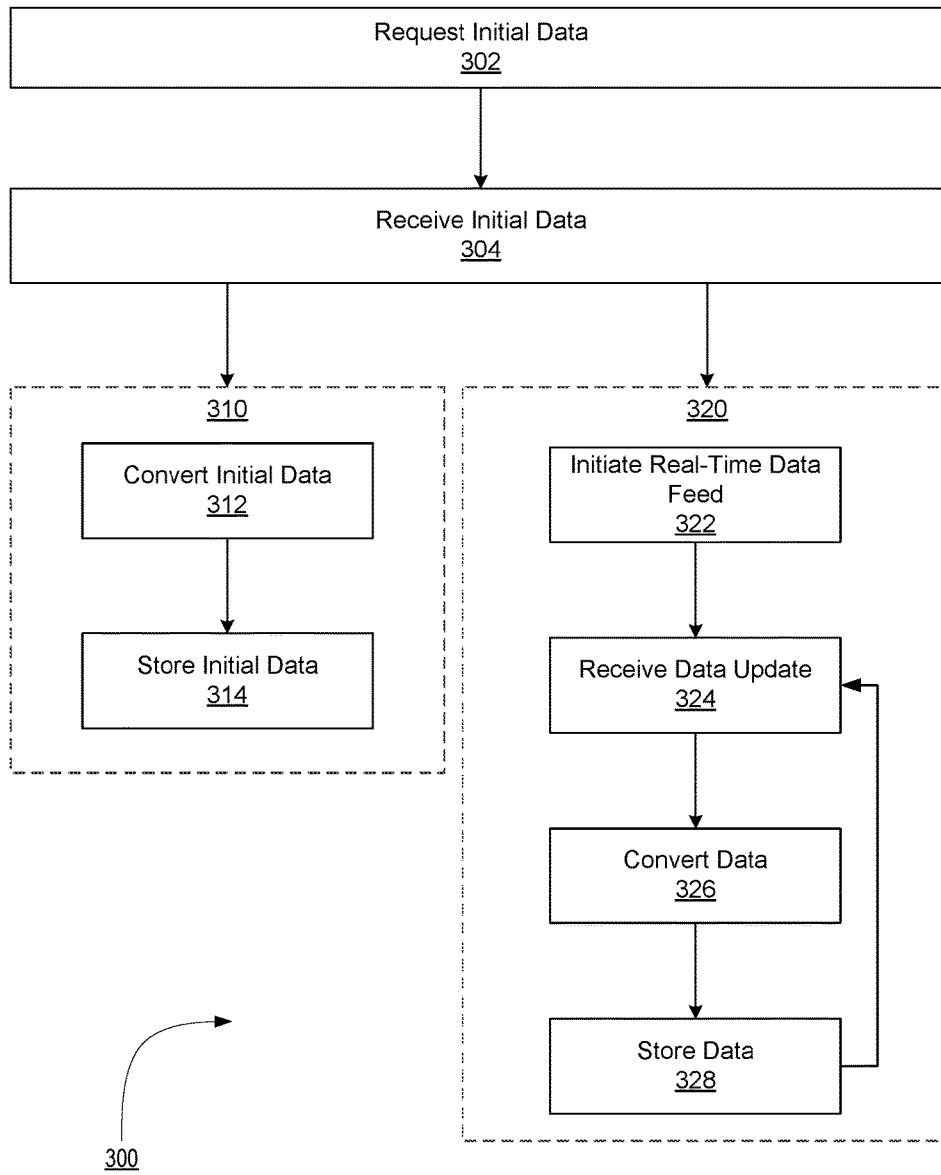 Request Initial Data
302
Receive Initial Data
304
310
Convert Initial Data
312
Store Initial Data
314
320
Initiate Real-Time Data
Feed
322
Receive Data Update
324
Convert Data
326
Store Data
328
300